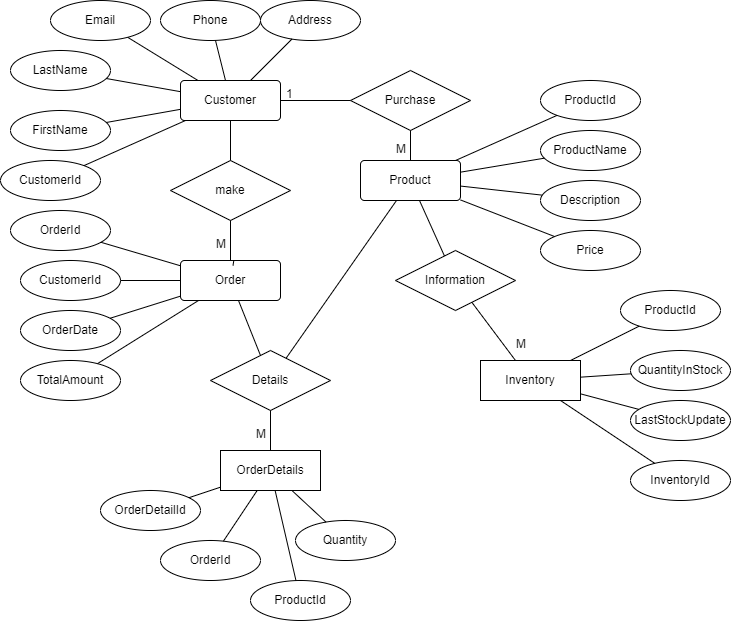 Email
Phone
Address
LastName
Customer
1
Purchase
ProductId
FirstName
M
ProductName
CustomerId
make
Product
Description
OrderId
M
Price
CustomerId
Order
Information
ProductId
OrderDate
M
QuantityInStock
TotalAmount
Details
Inventory
LastStockUpdate
M
OrderDetails
InventoryId
OrderDetailId
Quantity
OrderId
ProductId